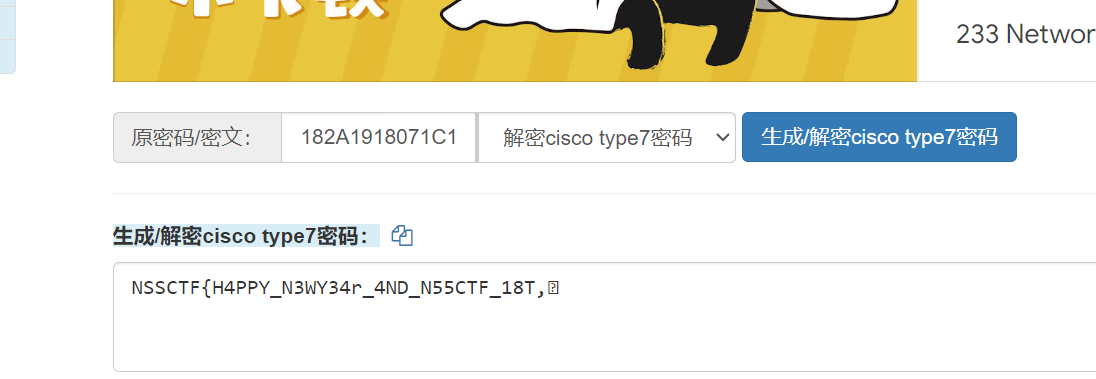 233 Networ
原密码/密文： 182A1918071C1 解密cisco type7密码 生成/解密cisco type7密码
生成/解密cisco type7密码：
NSSCTF{H4PPY_N3WY34r_4ND_N55CTF_18T,